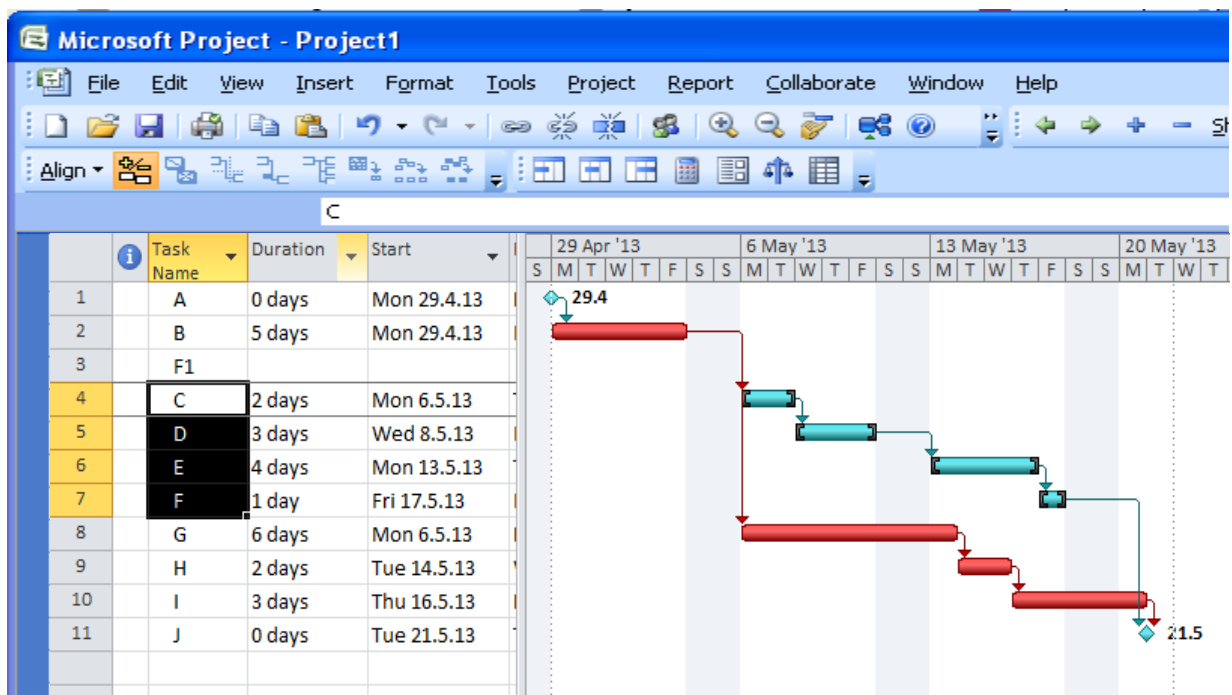 Microsoft Project - Project1
File Edit View Insert Format Tools Project Report Collaborate Window Help
Align
C
Task Name Duration Start 29 Apr '13 6 May '13 13 May '13 20 May '13
S M T W T F S S M T W T F S S M T W T F S S M T W T
1 A 0 days Mon 29.4.13 29.4
2 B 5 days Mon 29.4.13
3 F1
4 C 2 days Mon 6.5.13
5 D 3 days Wed 8.5.13
6 E 4 days Mon 13.5.13
7 F 1 day Fri 17.5.13
8 G 6 days Mon 6.5.13
9 H 2 days Tue 14.5.13
10 I 3 days Thu 16.5.13
11 J 0 days Tue 21.5.13 21.5